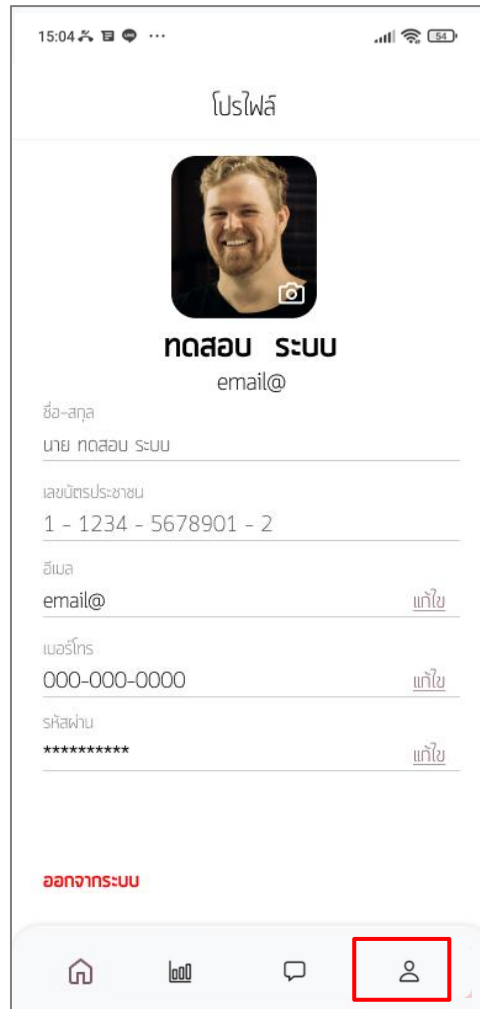 15:04 ... 54
โปรไฟล์
ทดสอบ ระบบ
email@
ชื่อ-สกุล
นาย ทดสอบ ระบบ
เลขบัตรประชาชน
1 - 1234 - 5678901 - 2
อีเมล
email@ แก้ไข
เบอร์โทร
000-000-0000 แก้ไข
รหัสผ่าน
********** แก้ไข
ออกจากระบบ